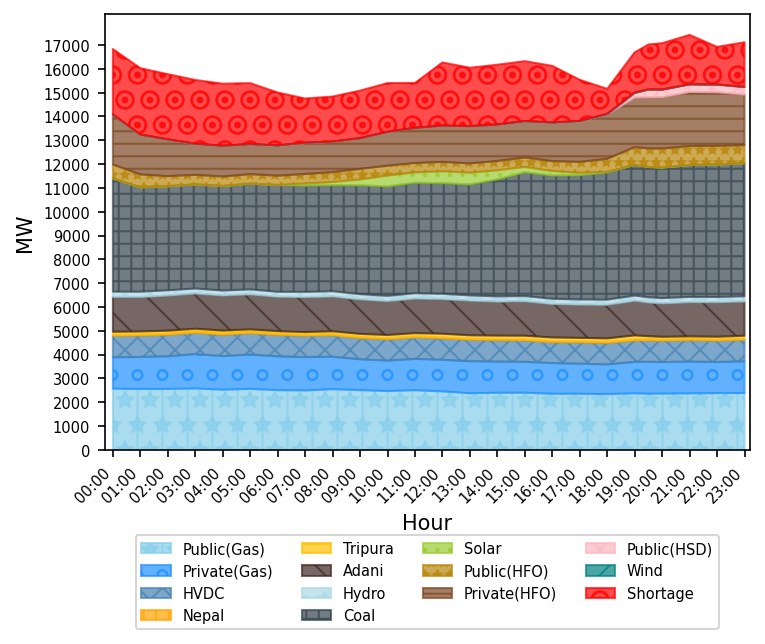 17000
16000
15000
14000
13000
12000
11000
10000
9000
8000
7000
6000
5000
4000
3000
2000
1000
0
MW
00:00 01:00 02:00 03:00 04:00 05:00 06:00 07:00 08:00 09:00 10:00 11:00 12:00 13:00 14:00 15:00 16:00 17:00 18:00 19:00 20:00 21:00 22:00 23:00
Hour
Public(Gas) Tripura Solar Public(HSD)
Private(Gas) Adani Public(HFO) Wind
HVDC Hydro Private(HFO) Shortage
Nepal Coal